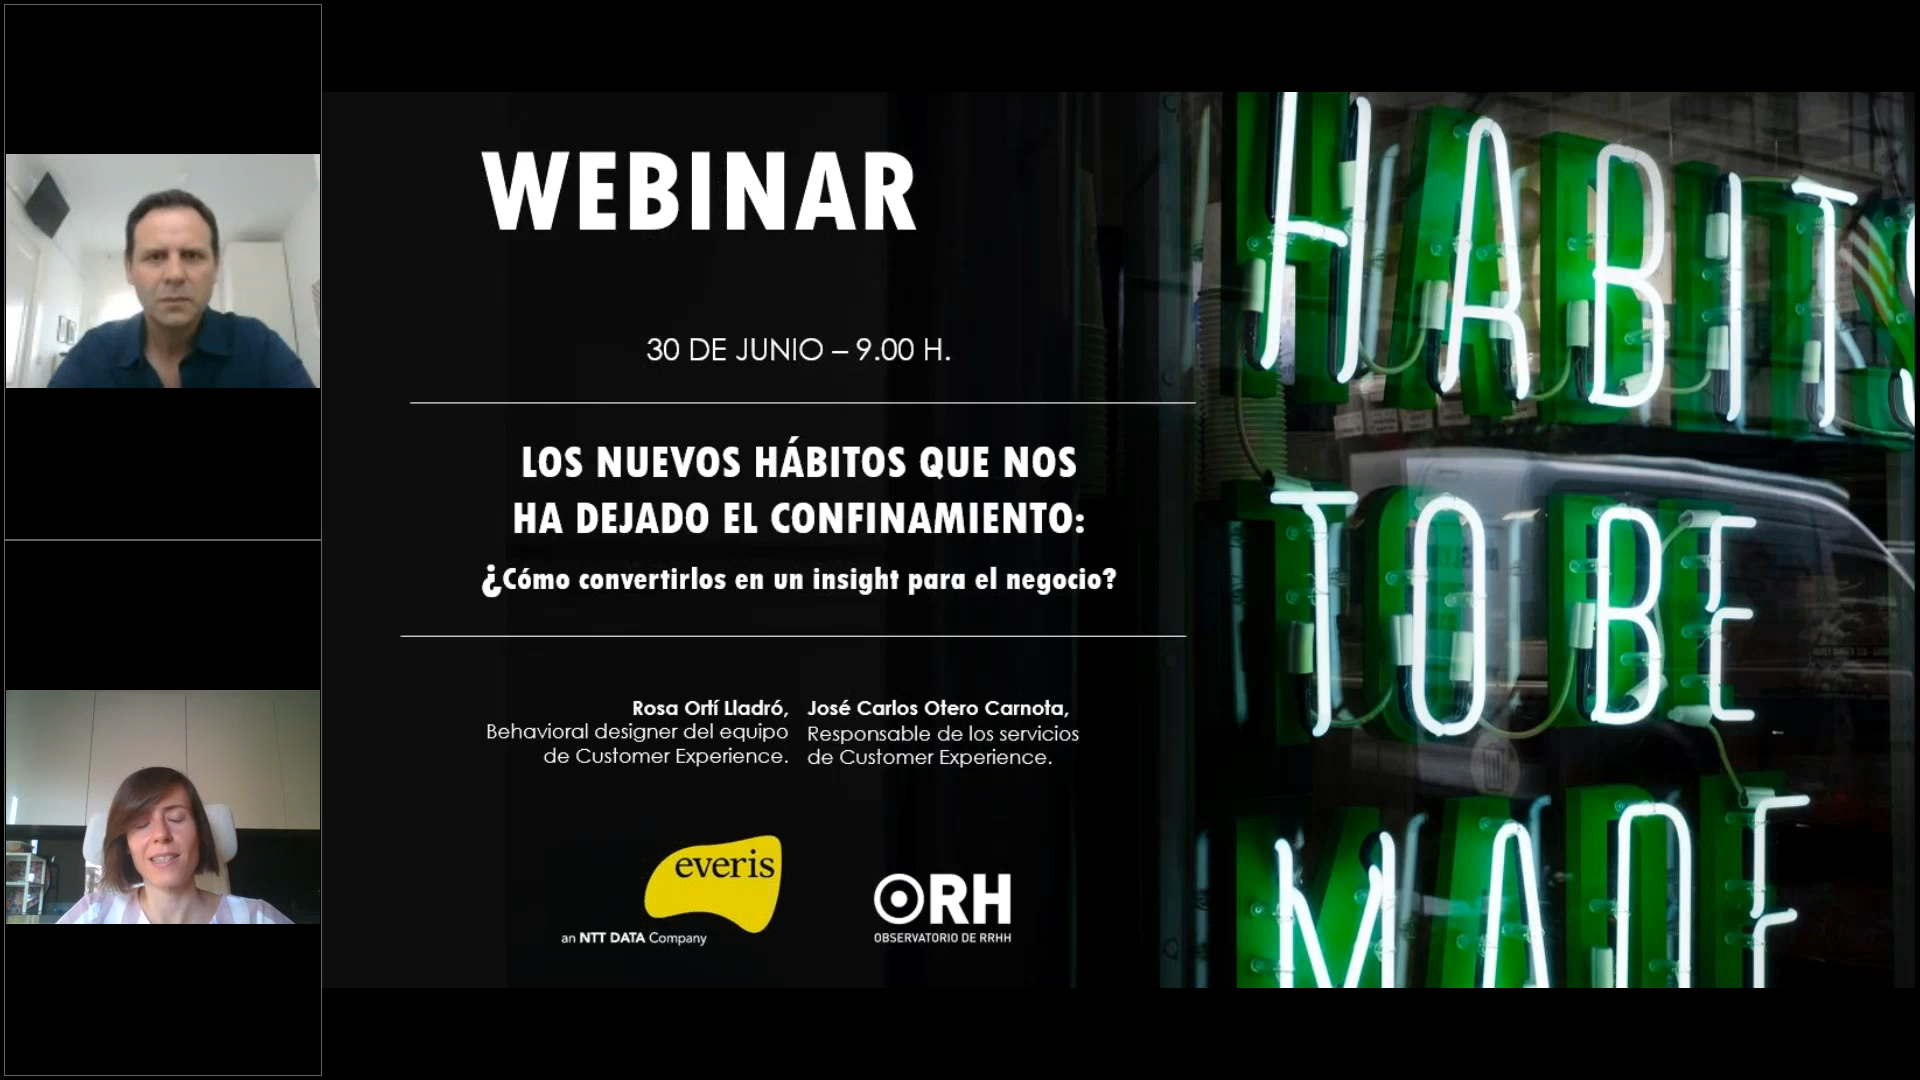 WEBINAR
30 DE JUNIO – 9.00 H.
LOS NUEVOS HÁBITOS QUE NOS
HA DEJADO EL CONFINAMIENTO:
¿Cómo convertirlos en un insight para el negocio?
Rosa Ortí Lladró,
Behavioral designer del equipo
de Customer Experience.
José Carlos Otero Carnota,
Responsable de los servicios
de Customer Experience.
everis
an NTT DATA Company
ORH
OBSERVATORIO DE RRHH
HABITS
TO BE
MADE